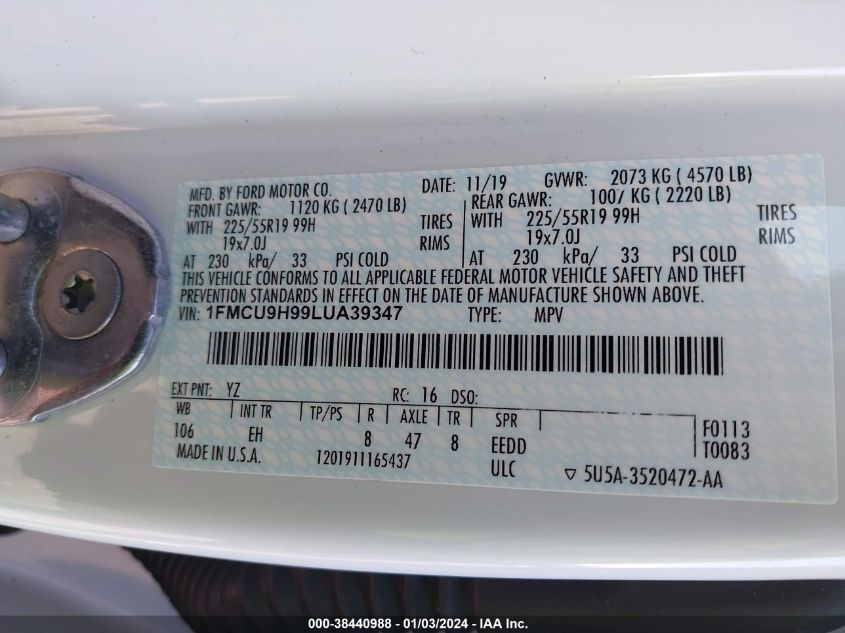 MFD. BY FORD MOTOR CO. DATE: 11/19 GVWR: 2073 KG ( 4570 LB)
FRONT GAWR: 1120 KG ( 2470 LB) REAR GAWR: 1007 KG ( 2220 LB)
WITH 225/55R19 99H TIRES WITH 225/55R19 99H TIRES
19x7.0J RIMS 19x7.0J RIMS
AT 230 kPa/ 33 PSI COLD AT 230 kPa/ 33 PSI COLD
THIS VEHICLE CONFORMS TO ALL APPLICABLE FEDERAL MOTOR VEHICLE SAFETY AND THEFT
PREVENTION STANDARDS IN EFFECT ON THE DATE OF MANUFACTURE SHOWN ABOVE.
VIN: 1FMCU9H99LUA39347 TYPE: MPV
EXT PNT: YZ RC: 16 DSO:
WB INT TR TP/PS R AXLE TR SPR F0113
106 EH 8 47 8 EEDD T0083
MADE IN U.S.A. 1201911165437 ULC ▽ 5U5A-3520472-AA
000-38440988 — 01/03/2024 — IAA Inc.